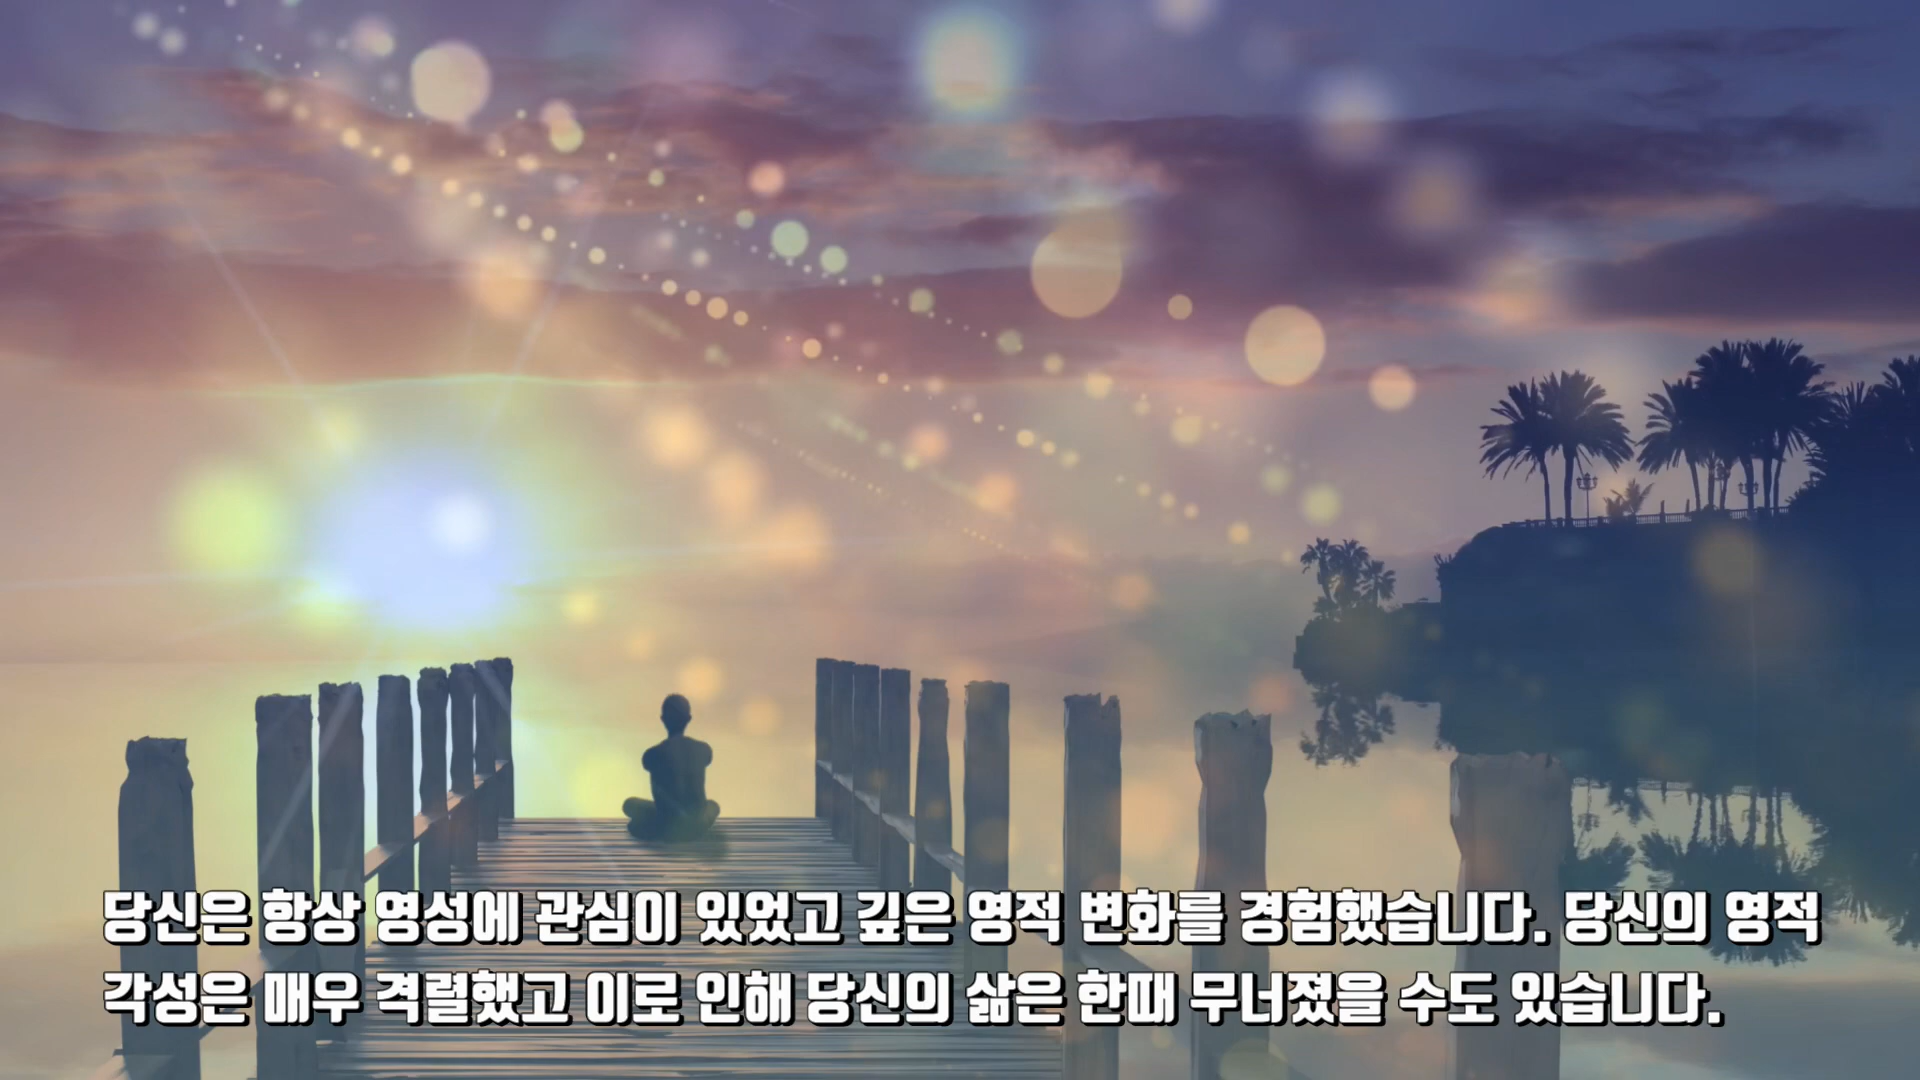 당신은 항상 영성에 관심이 있었고 깊은 영적 변화를 경험했습니다. 당신의 영적
각성은 매우 격렬했고 이로 인해 당신의 삶은 한때 무너졌을 수도 있습니다.